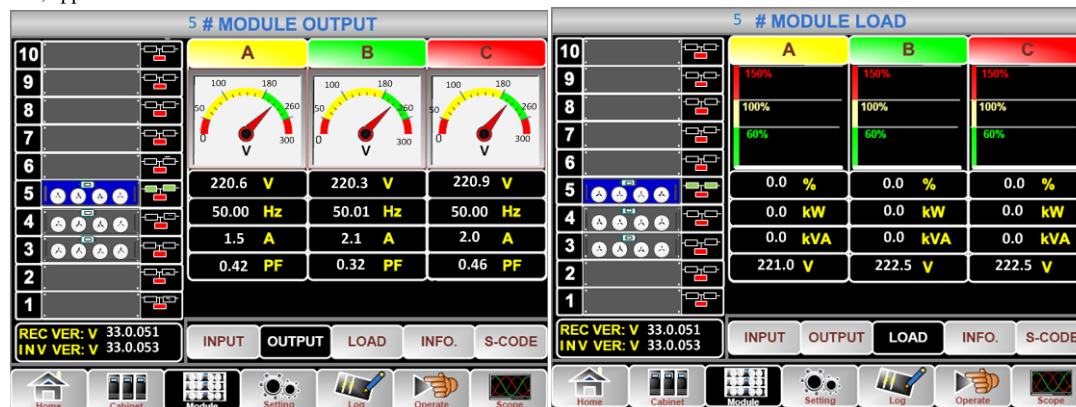 5 # MODULE OUTPUT
10
9
8
7
6
5
4
3
2
1
A B C
50 100 180 260 300 0 V
50 100 180 260 300 0 V
50 100 180 260 300 0 V
220.6 V 220.3 V 220.9 V
50.00 Hz 50.01 Hz 50.00 Hz
1.5 A 2.1 A 2.0 A
0.42 PF 0.32 PF 0.46 PF
REC VER: V 33.0.051
INV VER: V 33.0.053
INPUT OUTPUT LOAD INFO. S-CODE
Home Cabinet Module Setting Log Operate Scope
5 # MODULE LOAD
10
9
8
7
6
5
4
3
2
1
A B C
150% 150% 150%
100% 100% 100%
60% 60% 60%
0.0 % 0.0 % 0.0 %
0.0 kW 0.0 kW 0.0 kW
0.0 kVA 0.0 kVA 0.0 kVA
221.0 V 222.5 V 222.5 V
REC VER: V 33.0.051
INV VER: V 33.0.053
INPUT OUTPUT LOAD INFO. S-CODE
Home Cabinet Module Setting Log Operate Scope